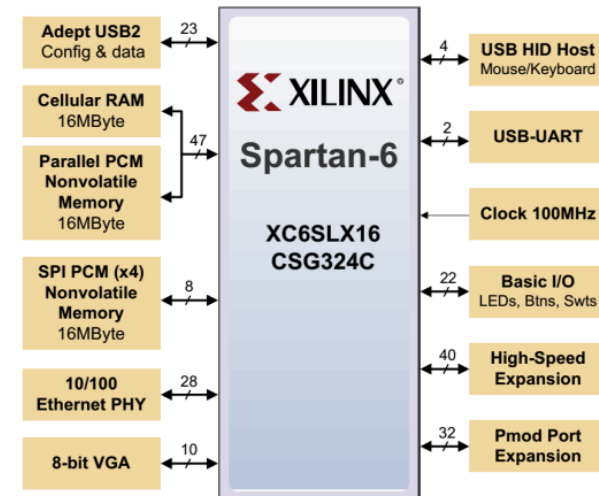 Adept USB2
Config & data
23
Cellular RAM
16MByte
47
Parallel PCM
Nonvolatile
Memory
16MByte
SPI PCM (x4)
Nonvolatile
Memory
16MByte
8
10/100
Ethernet PHY
28
8-bit VGA
10
XILINX®
Spartan-6
XC6SLX16
CSG324C
4
USB HID Host
Mouse/Keyboard
2
USB-UART
Clock 100MHz
22
Basic I/O
LEDs, Btns, Swts
40
High-Speed
Expansion
32
Pmod Port
Expansion